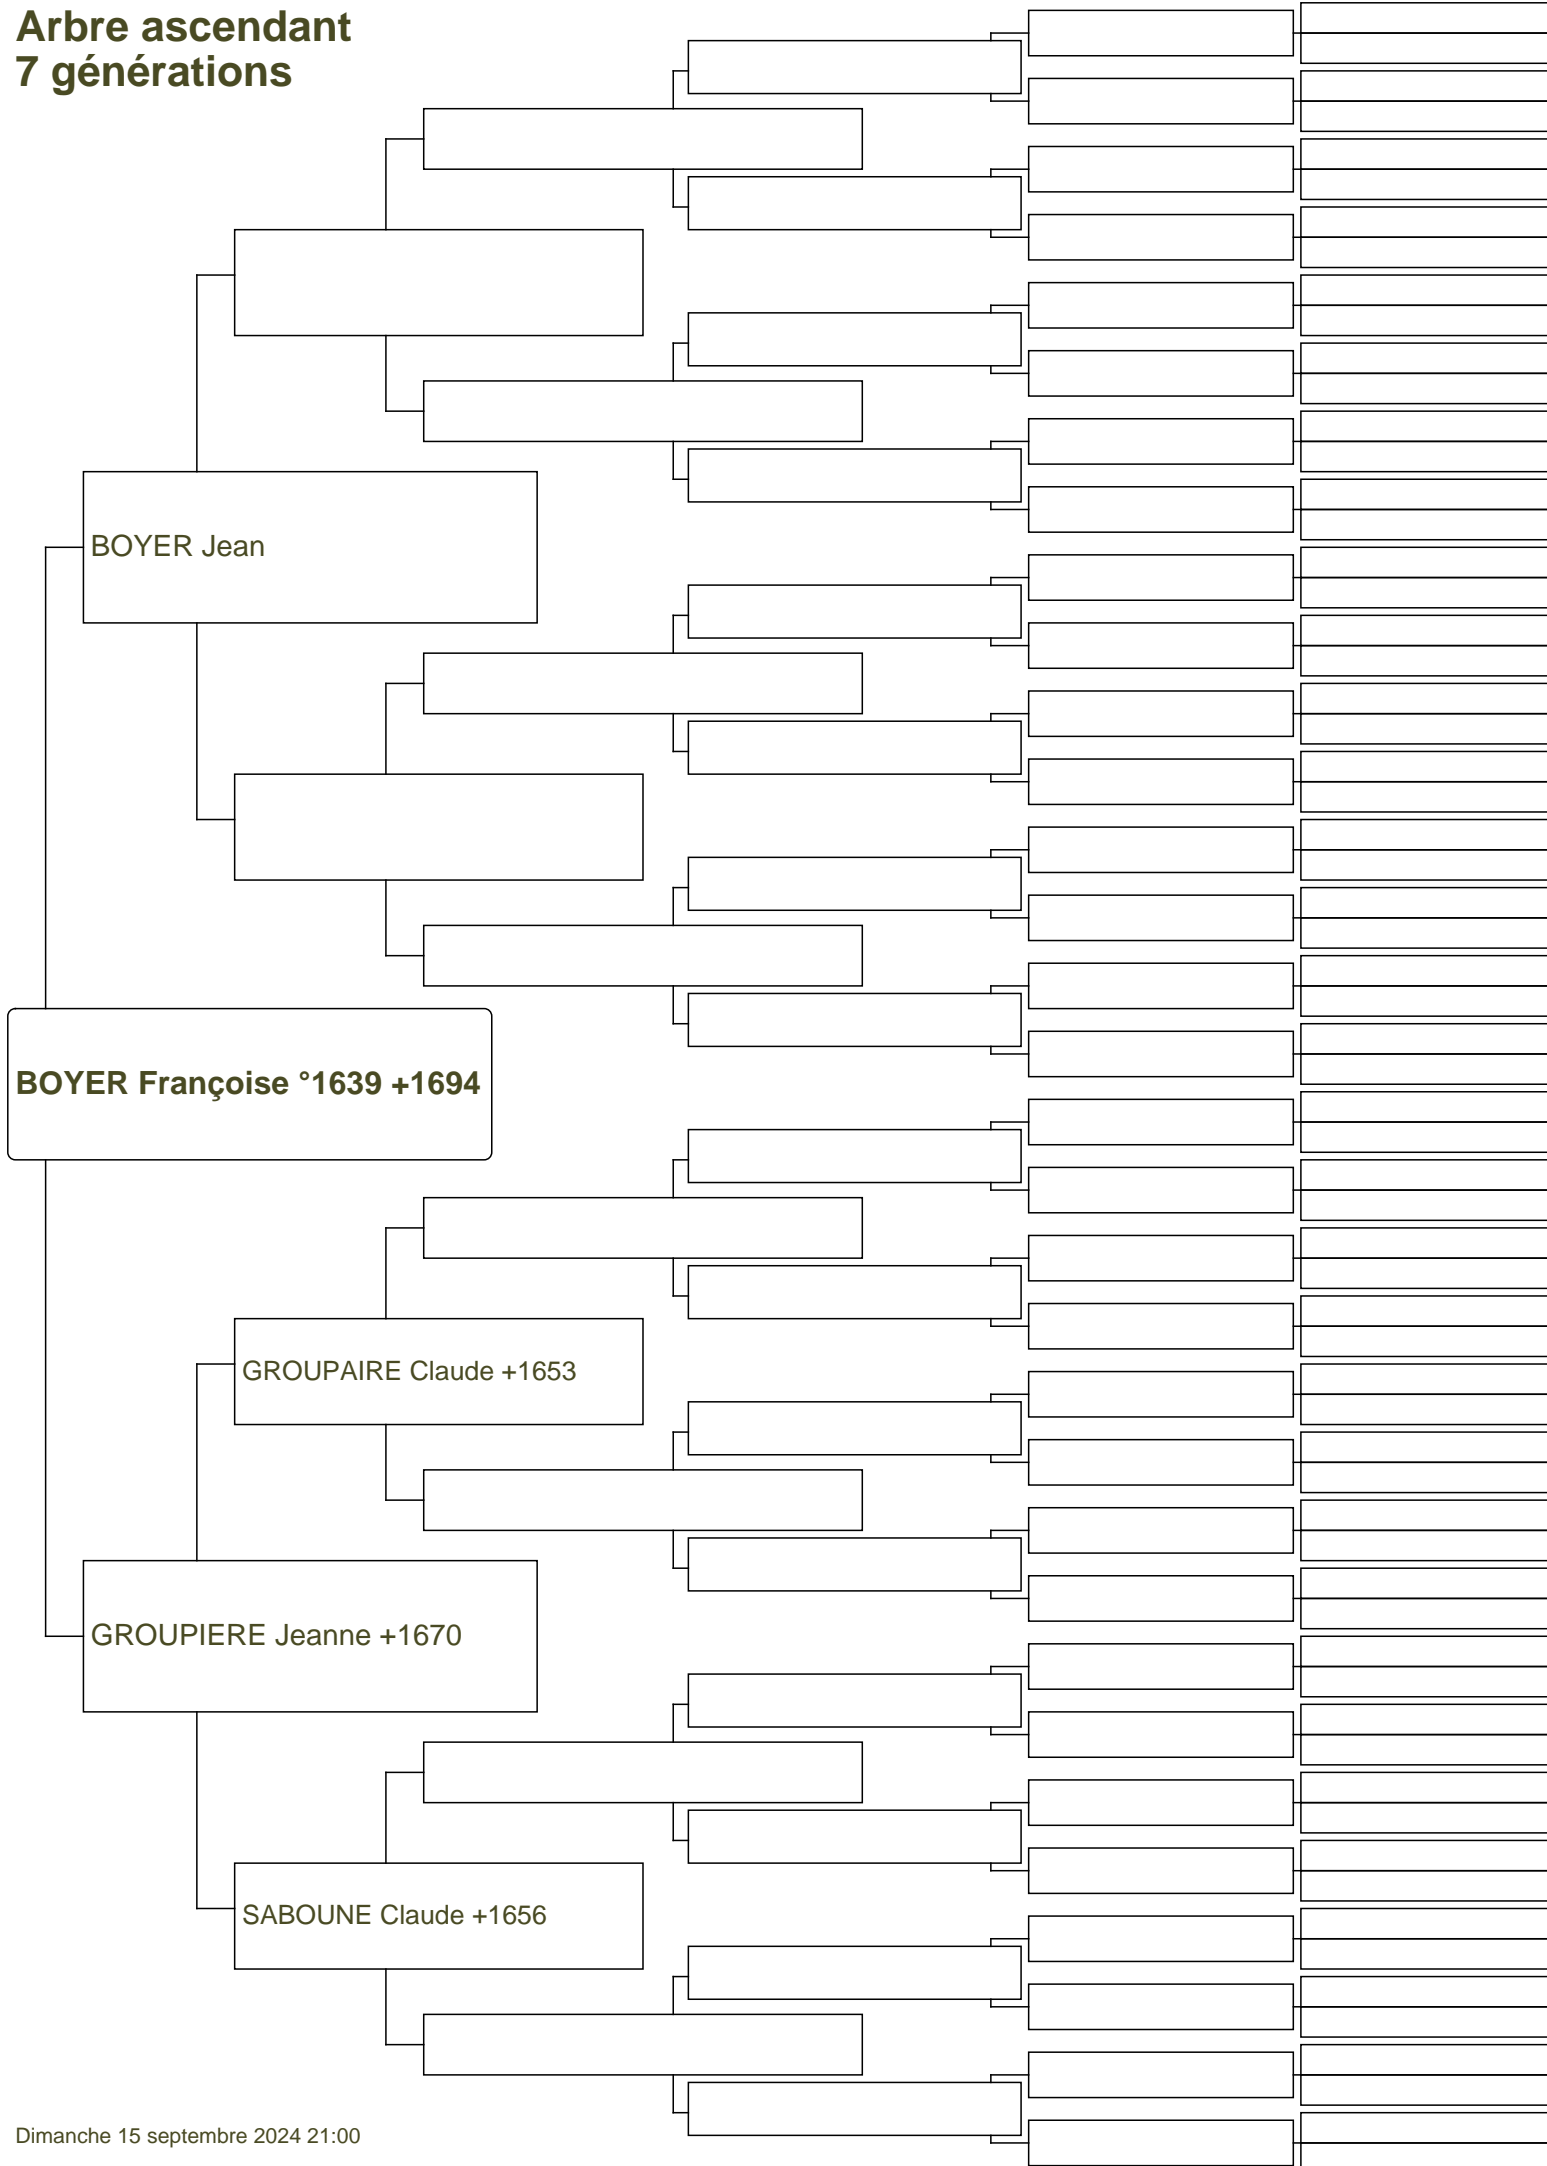 Arbre ascendant
7 générations
BOYER Jean
BOYER Françoise °1639 +1694
GROUPAIRE Claude +1653
GROUPIERE Jeanne +1670
SABOUNE Claude +1656
Dimanche 15 septembre 2024 21:00